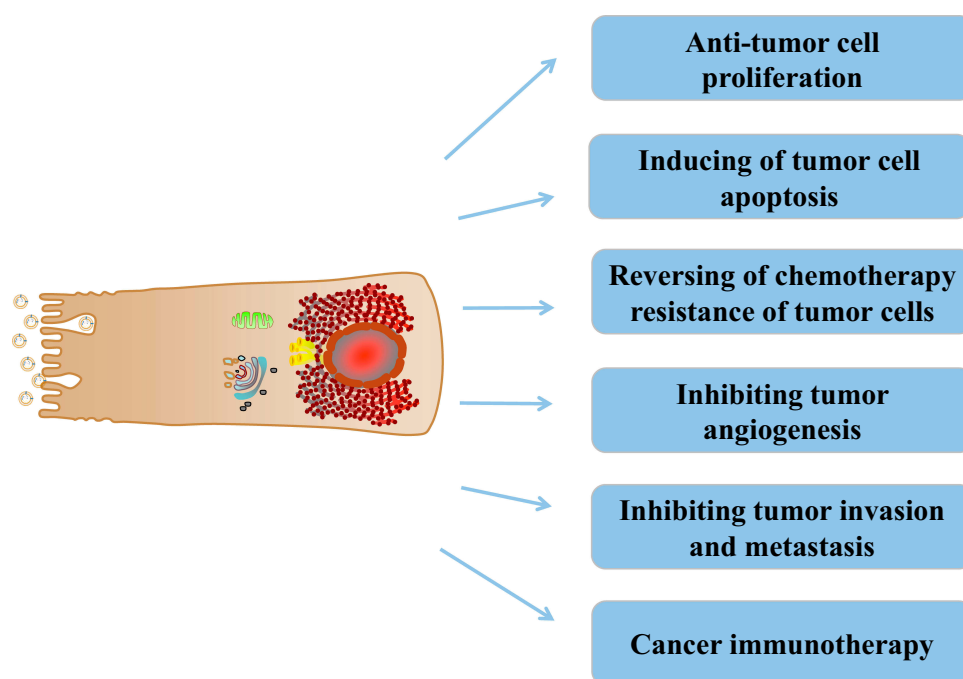 Anti-tumor cell
proliferation
Inducing of tumor cell
apoptosis
Reversing of chemotherapy
resistance of tumor cells
Inhibiting tumor
angiogenesis
Inhibiting tumor invasion
and metastasis
Cancer immunotherapy